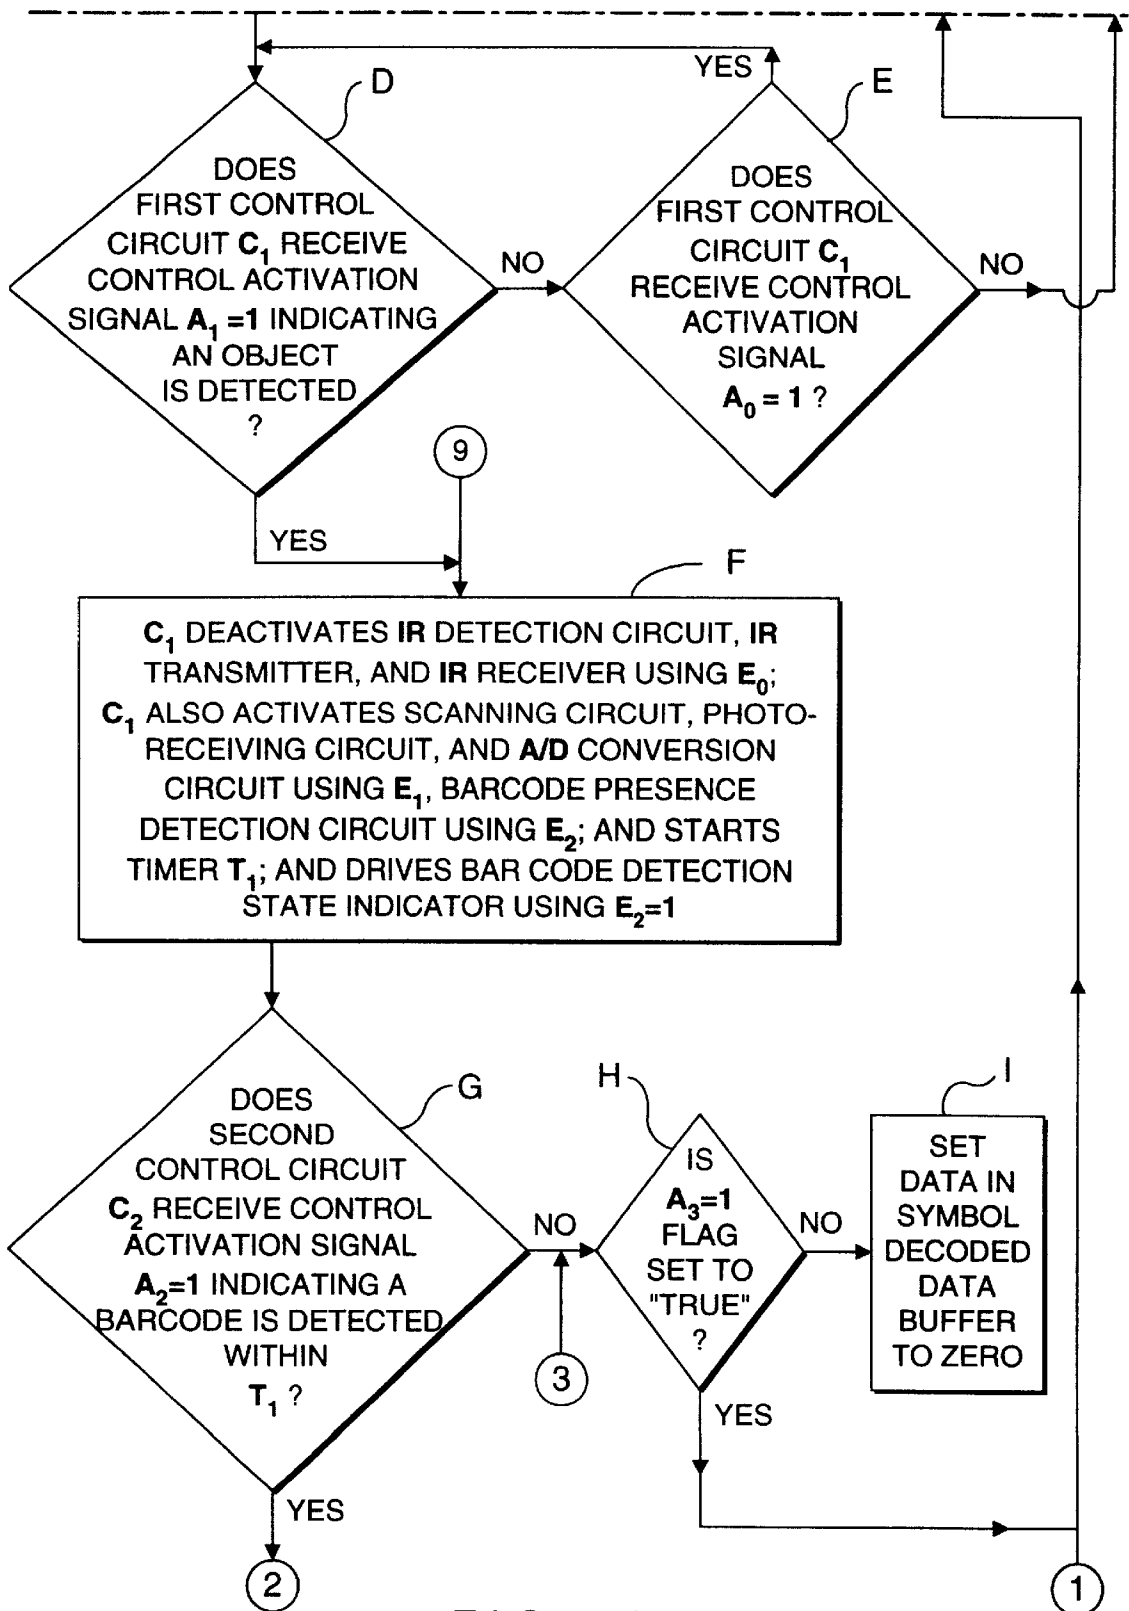 YES
D
E
DOES
FIRST CONTROL
CIRCUIT C1 RECEIVE
CONTROL ACTIVATION
SIGNAL A1 =1 INDICATING
AN OBJECT
IS DETECTED
?
NO
DOES
FIRST CONTROL
CIRCUIT C1
RECEIVE CONTROL
ACTIVATION
SIGNAL
A0 = 1 ?
NO
9
YES
F
C1 DEACTIVATES IR DETECTION CIRCUIT, IR
TRANSMITTER, AND IR RECEIVER USING E0;
C1 ALSO ACTIVATES SCANNING CIRCUIT, PHOTO-
RECEIVING CIRCUIT, AND A/D CONVERSION
CIRCUIT USING E1, BARCODE PRESENCE
DETECTION CIRCUIT USING E2; AND STARTS
TIMER T1; AND DRIVES BAR CODE DETECTION
STATE INDICATOR USING E2=1
G
DOES
SECOND
CONTROL CIRCUIT
C2 RECEIVE CONTROL
ACTIVATION SIGNAL
A2=1 INDICATING A
BARCODE IS DETECTED
WITHIN
T1 ?
NO
3
H
IS
A3=1
FLAG
SET TO
"TRUE"
?
NO
I
SET
DATA IN
SYMBOL
DECODED
DATA
BUFFER
TO ZERO
YES
YES
2
1